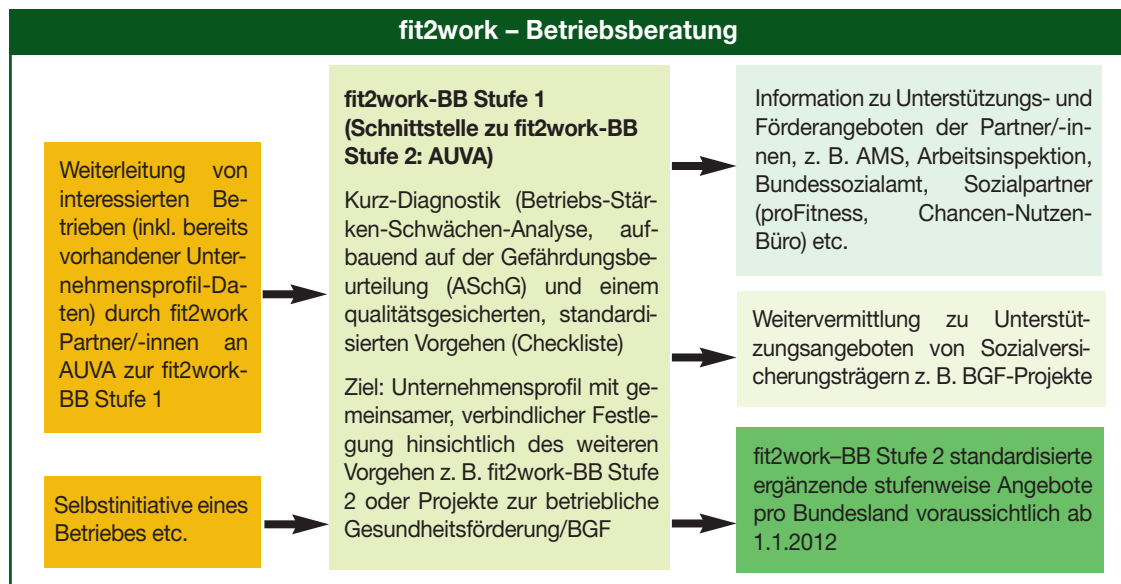 fit2work – Betriebsberatung
Weiterleitung von
interessierten Be-
trieben (inkl. bereits
vorhandener Unter-
nehmensprofil-Da-
ten) durch fit2work
Partner/-innen an
AUVA zur fit2work-
BB Stufe 1
Selbstinitiative eines
Betriebes etc.
fit2work-BB Stufe 1
(Schnittstelle zu fit2work-BB
Stufe 2: AUVA)
Kurz-Diagnostik (Betriebs-Stär-
ken-Schwächen-Analyse, auf-
bauend auf der Gefährdungsbe-
urteilung (ASchG) und einem
qualitätsgesicherten, standardi-
sierten Vorgehen (Checkliste)
Ziel: Unternehmensprofil mit ge-
meinsamer, verbindlicher Festle-
gung hinsichtlich des weiteren
Vorgehen z. B. fit2work-BB Stufe
2 oder Projekte zur betriebliche
Gesundheitsförderung/BGF
Information zu Unterstützungs- und
Förderangeboten der Partner/-in-
nen, z. B. AMS, Arbeitsinspektion,
Bundessozialamt, Sozialpartner
(proFitness, Chancen-Nutzen-
Büro) etc.
Weitervermittlung zu Unterstüt-
zungsangeboten von Sozialversi-
cherungsträgern z. B. BGF-Projekte
fit2work–BB Stufe 2 standardisierte
ergänzende stufenweise Angebote
pro Bundesland voraussichtlich ab
1.1.2012